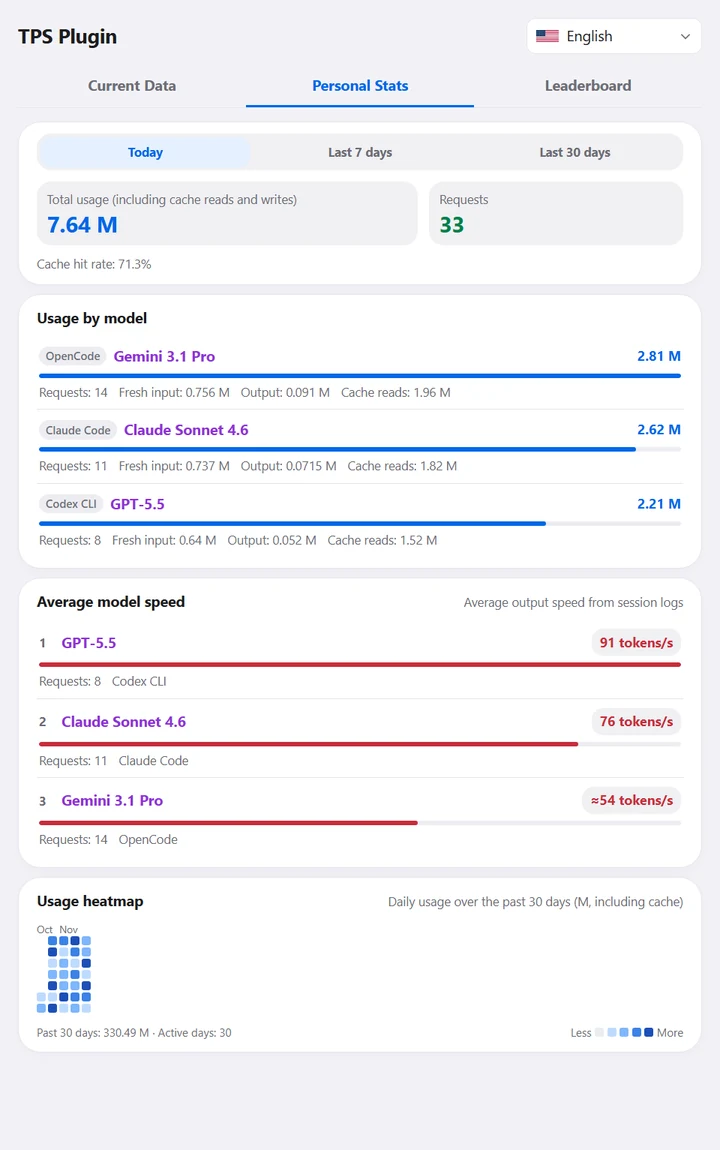 TPS Plugin
English
Current Data
Personal Stats
Leaderboard
Today
Last 7 days
Last 30 days
Total usage (including cache reads and writes)
7.64 M
Requests
33
Cache hit rate: 71.3%
Usage by model
OpenCode Gemini 3.1 Pro 2.81 M
Requests: 14 Fresh input: 0.756 M Output: 0.091 M Cache reads: 1.96 M
Claude Code Claude Sonnet 4.6 2.62 M
Requests: 11 Fresh input: 0.737 M Output: 0.0715 M Cache reads: 1.82 M
Codex CLI GPT-5.5 2.21 M
Requests: 8 Fresh input: 0.64 M Output: 0.052 M Cache reads: 1.52 M
Average model speed Average output speed from session logs
1 GPT-5.5 91 tokens/s
Requests: 8 Codex CLI
2 Claude Sonnet 4.6 76 tokens/s
Requests: 11 Claude Code
3 Gemini 3.1 Pro ≈54 tokens/s
Requests: 14 OpenCode
Usage heatmap Daily usage over the past 30 days (M, including cache)
Oct Nov
Past 30 days: 330.49 M · Active days: 30 Less More